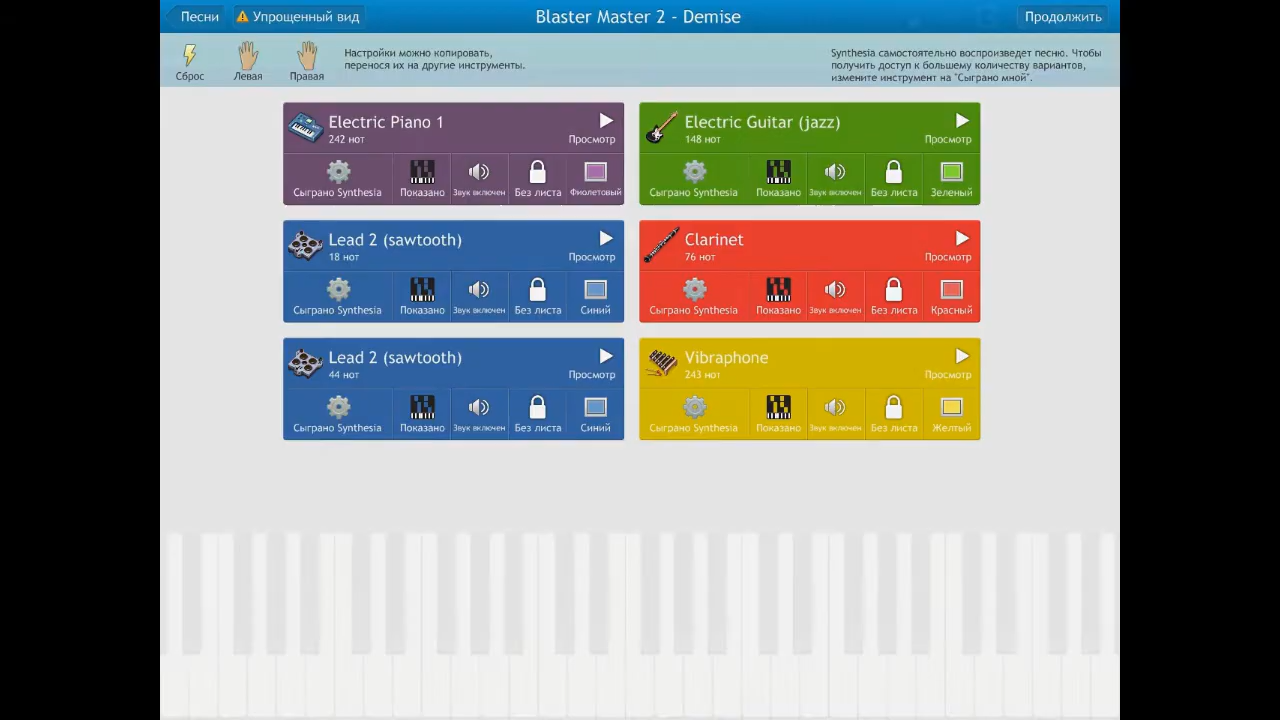 Песни
Упрощенный вид
Blaster Master 2 - Demise
Продолжить
Сброс
Левая
Правая
Настройки можно копировать,
перенося их на другие инструменты.
Synthesia самостоятельно воспроизведет песню. Чтобы
получить доступ к большему количеству вариантов,
измените инструмент на "Сыграно мной".
Electric Piano 1
242 нот
Просмотр
Сыграно Synthesia
Показано
Звук включен
Без листа
Фиолетовый
Electric Guitar (jazz)
148 нот
Просмотр
Сыграно Synthesia
Показано
Звук включен
Без листа
Зеленый
Lead 2 (sawtooth)
18 нот
Просмотр
Сыграно Synthesia
Показано
Звук включен
Без листа
Синий
Clarinet
76 нот
Просмотр
Сыграно Synthesia
Показано
Звук включен
Без листа
Красный
Lead 2 (sawtooth)
44 нот
Просмотр
Сыграно Synthesia
Показано
Звук включен
Без листа
Синий
Vibraphone
243 нот
Просмотр
Сыграно Synthesia
Показано
Звук включен
Без листа
Желтый